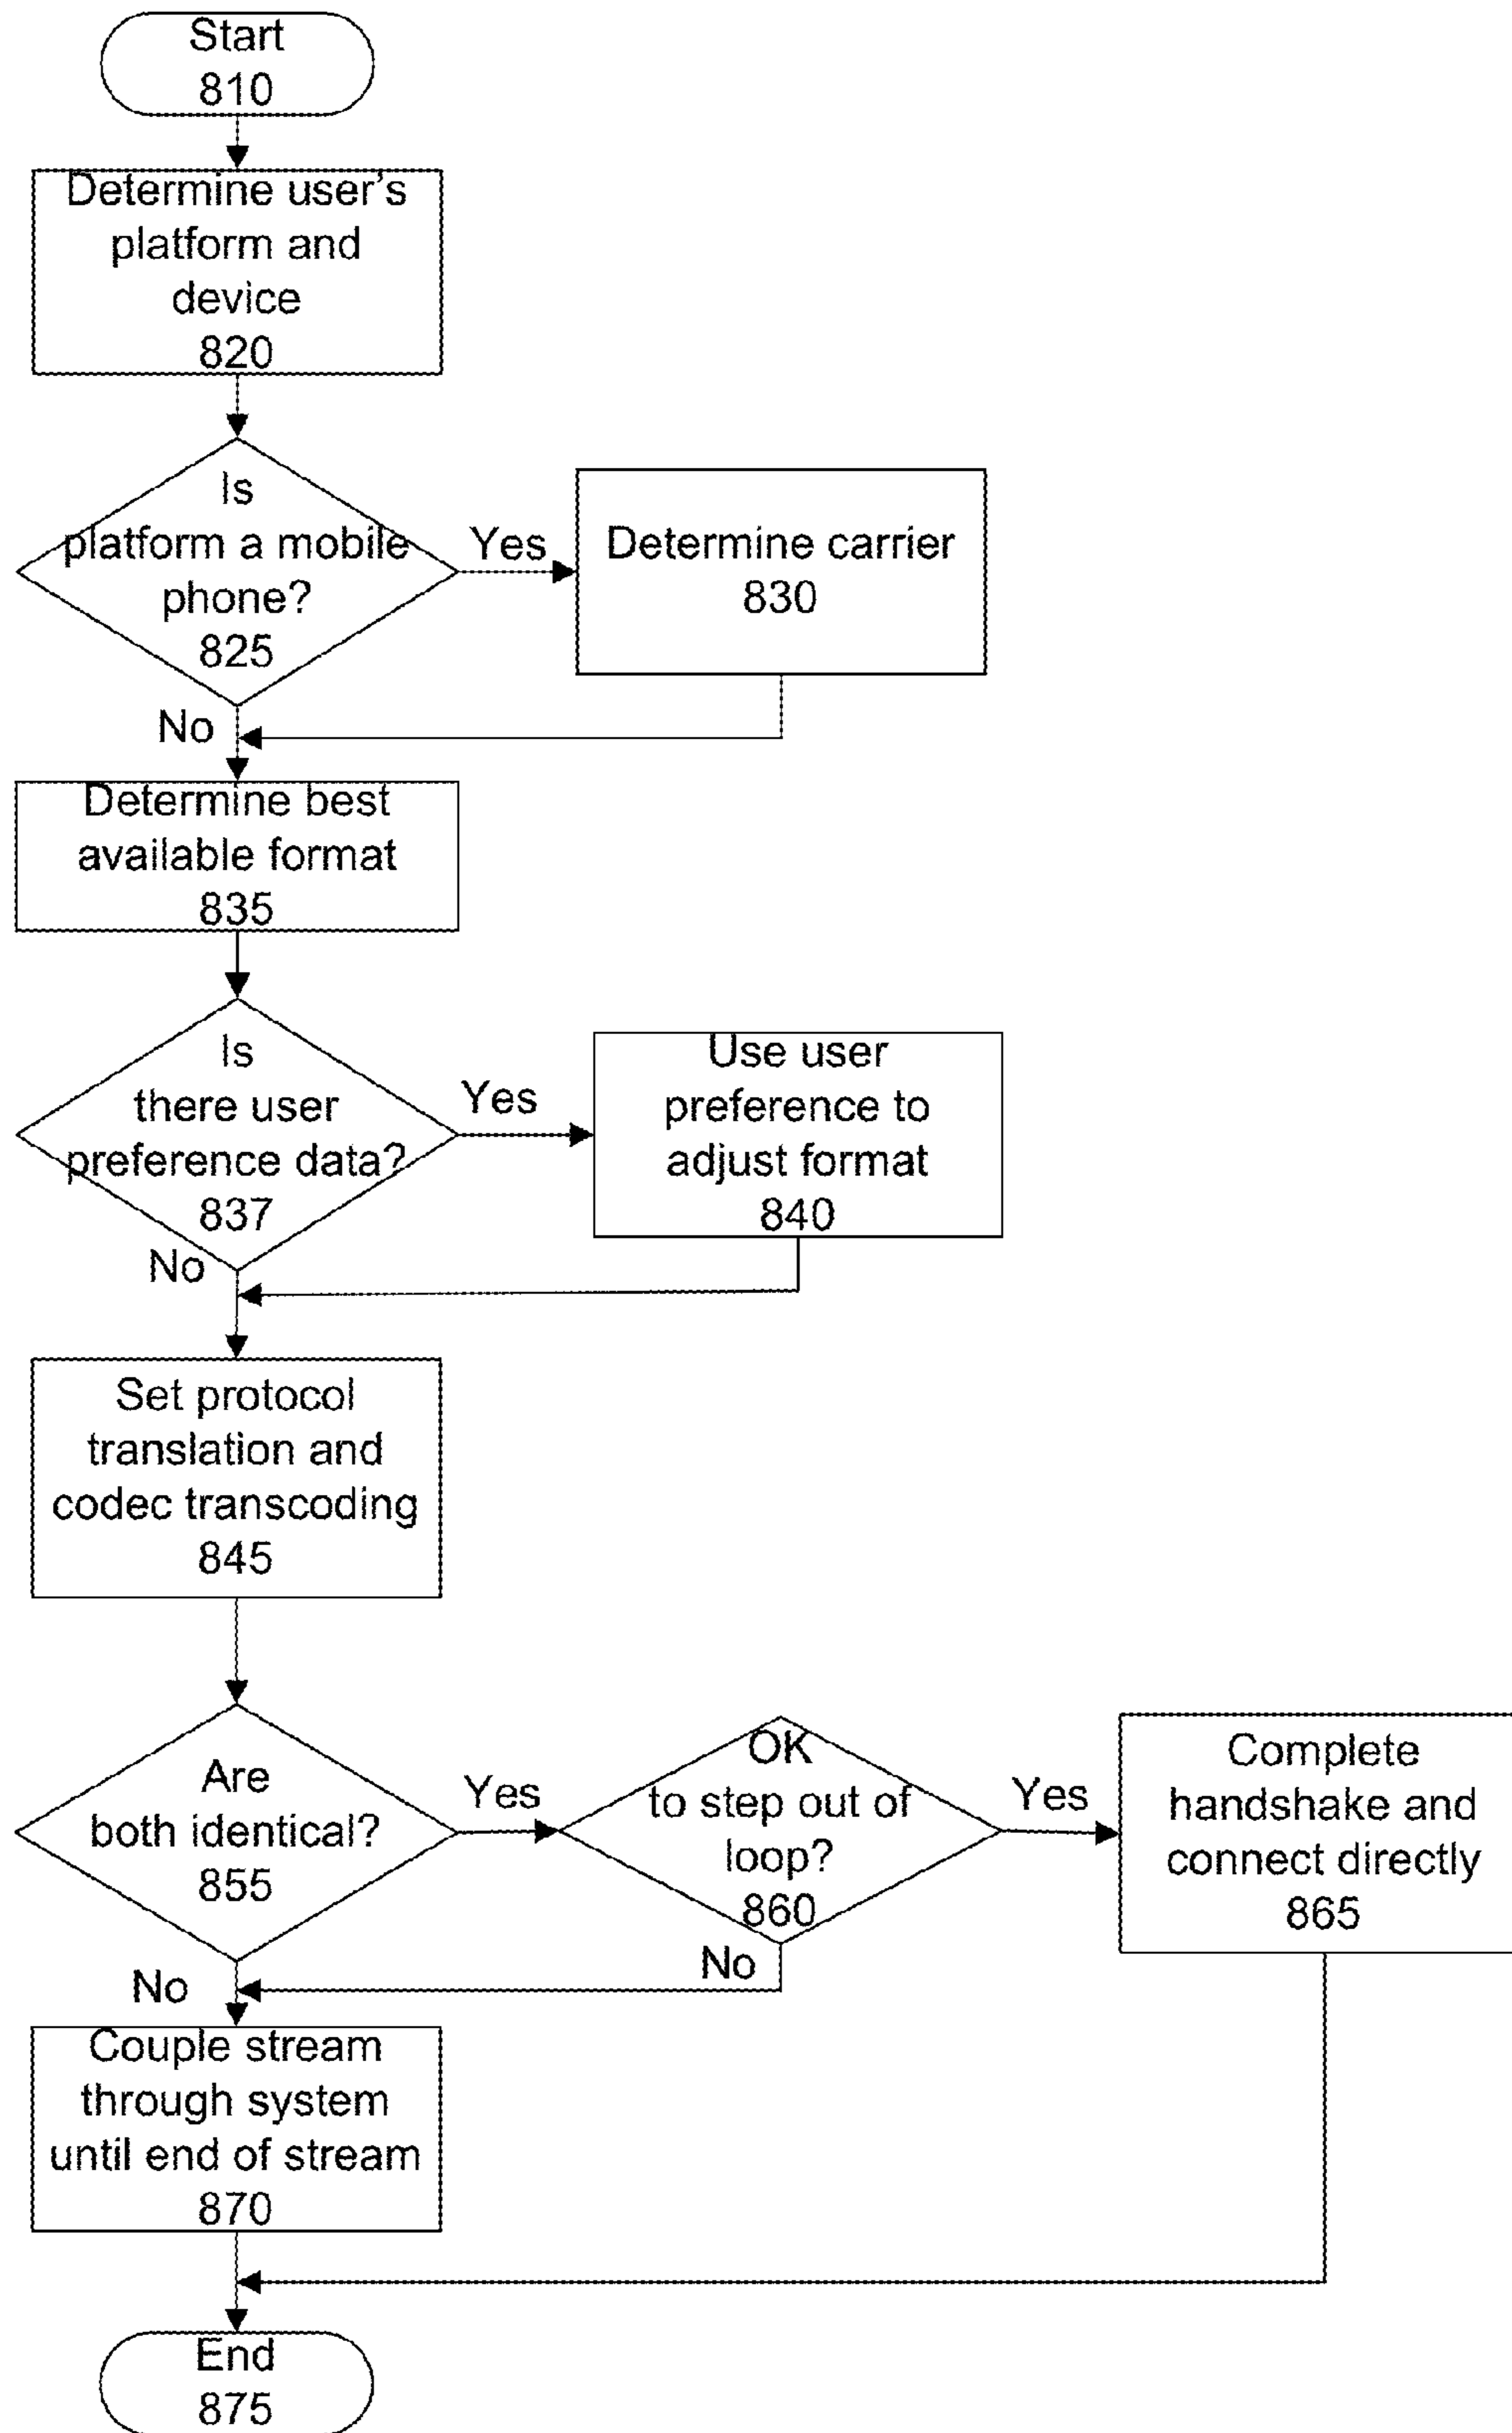 Start
810
Determine user's
platform and
device
820
Is
platform a mobile
phone?
825
Yes
Determine carrier
830
No
Determine best
available format
835
Is
there user
preference data?
837
Yes
Use user
preference to
adjust format
840
No
Set protocol
translation and
codec transcoding
845
Are
both identical?
855
Yes
OK
to step out of
loop?
860
Yes
Complete
handshake and
connect directly
865
No
No
Couple stream
through system
until end of stream
870
End
875